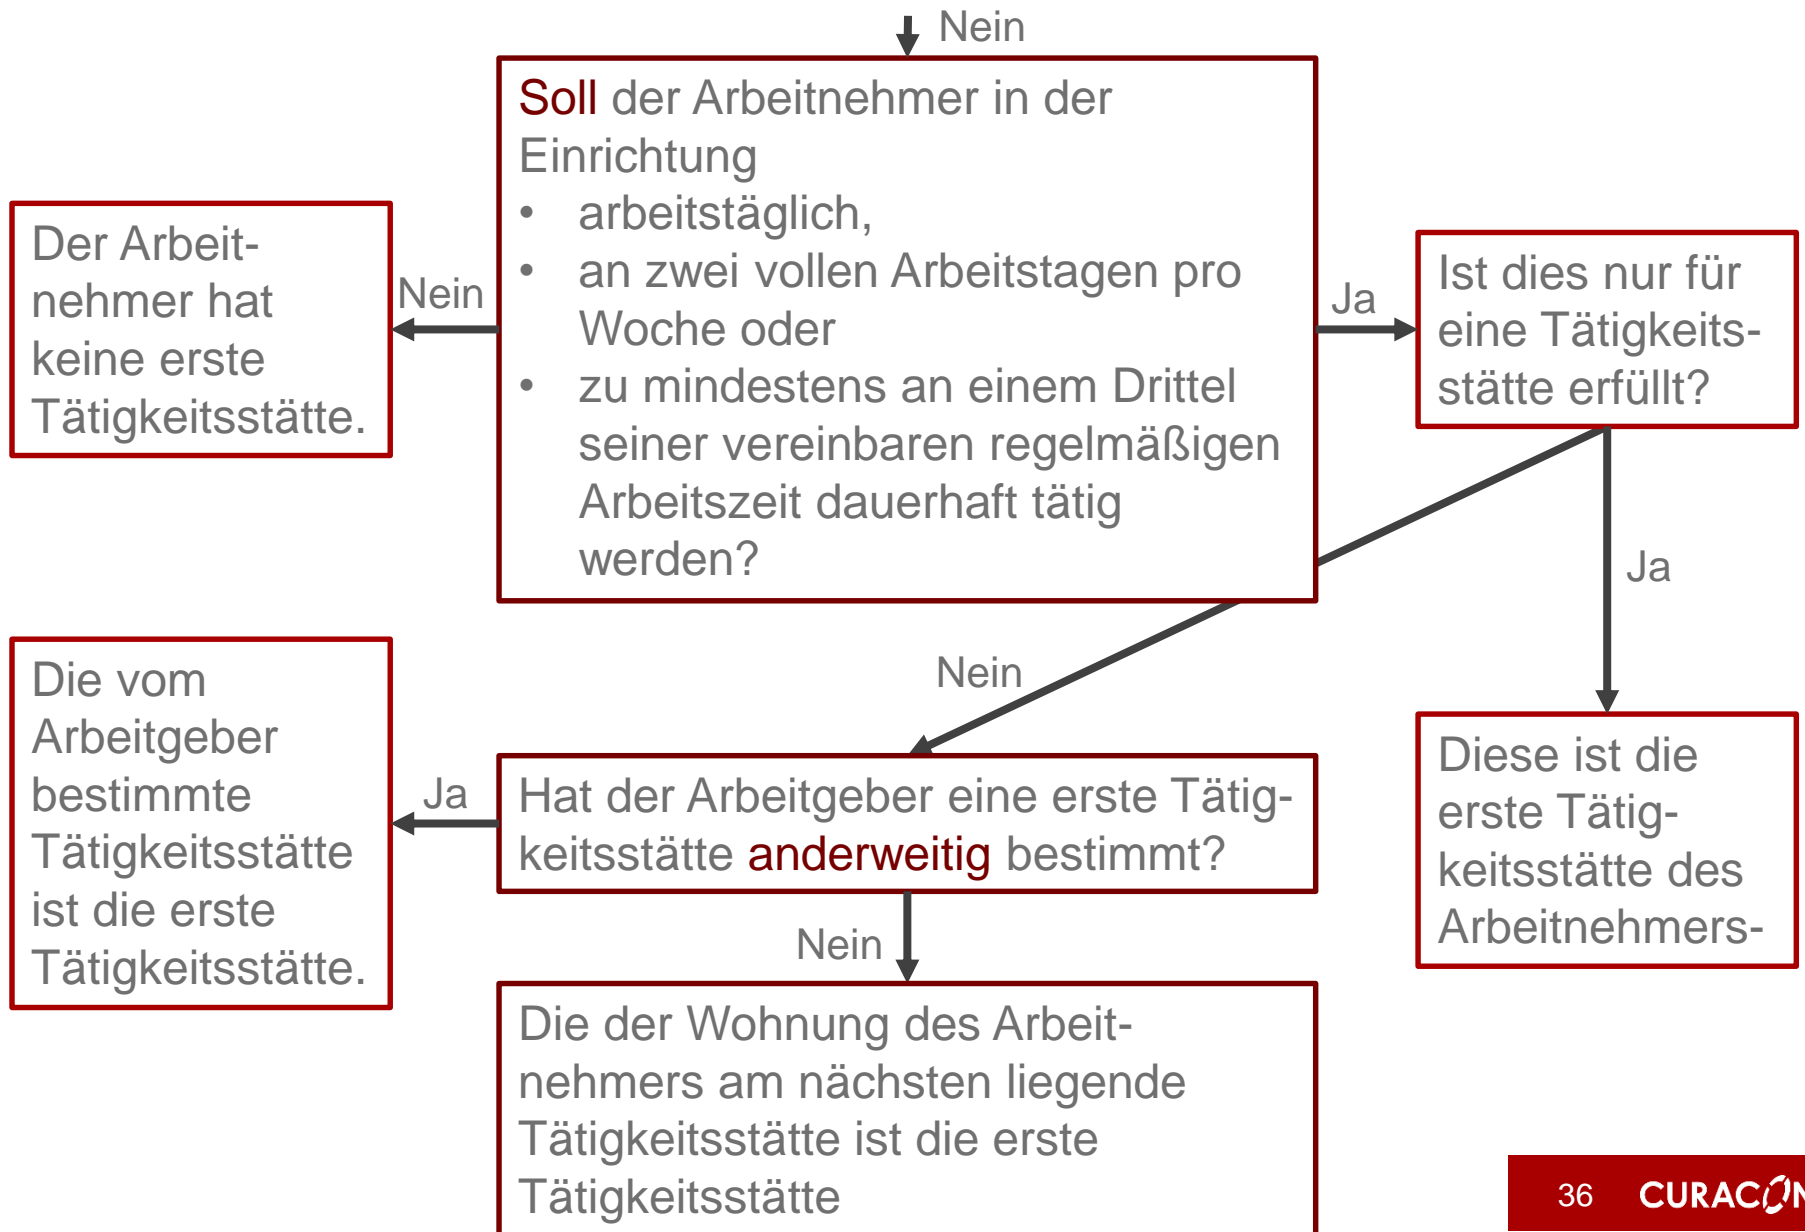 Nein
Soll der Arbeitnehmer in der
Einrichtung
• arbeitstäglich,
• an zwei vollen Arbeitstagen pro
Woche oder
• zu mindestens an einem Drittel
seiner vereinbaren regelmäßigen
Arbeitszeit dauerhaft tätig
werden?
Nein
Der Arbeit-
nehmer hat
keine erste
Tätigkeitsstätte.
Ja
Ist dies nur für
eine Tätigkeits-
stätte erfüllt?
Ja
Diese ist die
erste Tätig-
keitsstätte des
Arbeitnehmers-
Nein
Hat der Arbeitgeber eine erste Tätig-
keitsstätte anderweitig bestimmt?
Ja
Die vom
Arbeitgeber
bestimmte
Tätigkeitsstätte
ist die erste
Tätigkeitsstätte.
Nein
Die der Wohnung des Arbeit-
nehmers am nächsten liegende
Tätigkeitsstätte ist die erste
Tätigkeitsstätte
36 CURACON